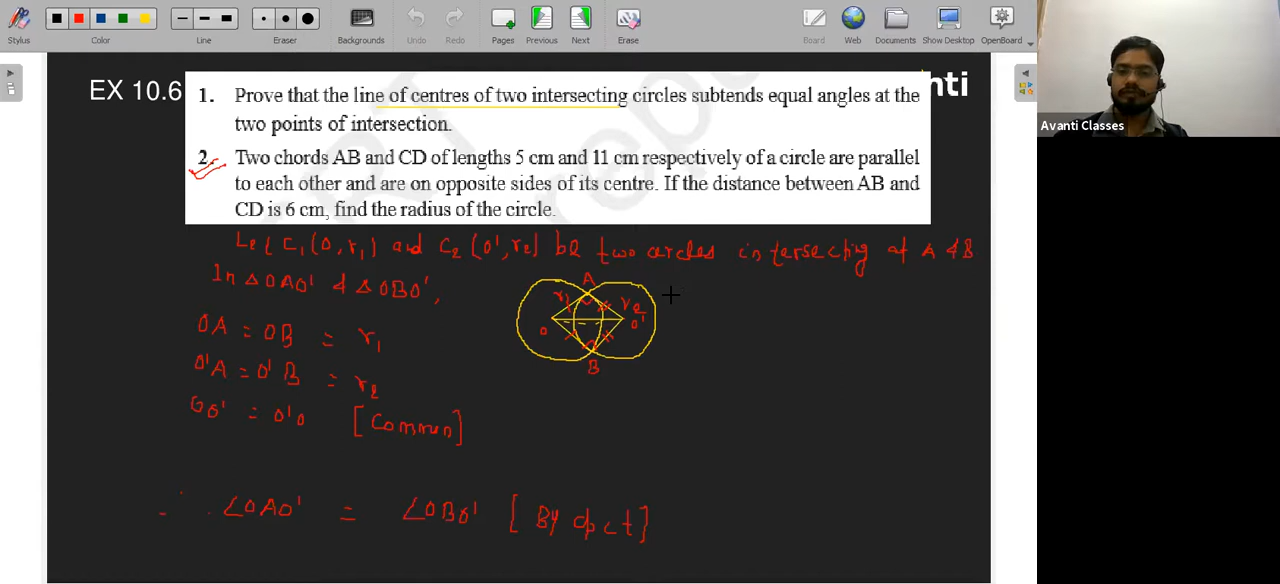 Stylus
Color
Line
Eraser
Backgrounds
Undo
Redo
Pages
Previous
Next
Erase
Board
Web
Documents
Show Desktop
OpenBoard
EX 10.6
nti
Avanti Classes
1. Prove that the line of centres of two intersecting circles subtends equal angles at the
two points of intersection.
2. Two chords AB and CD of lengths 5 cm and 11 cm respectively of a circle are parallel
to each other and are on opposite sides of its centre. If the distance between AB and
CD is 6 cm, find the radius of the circle.
Let C1(O, r1) and C2 (O', r2) be two circles intersecting at A & B
In ΔOAO' & ΔOBO',
OA = OB = r1
O'A = O'B = r2
OO' = O'O [Common]
A
r1
r2
O
O'
B
∴ ∠OAO' = ∠OBO' [By cpct]